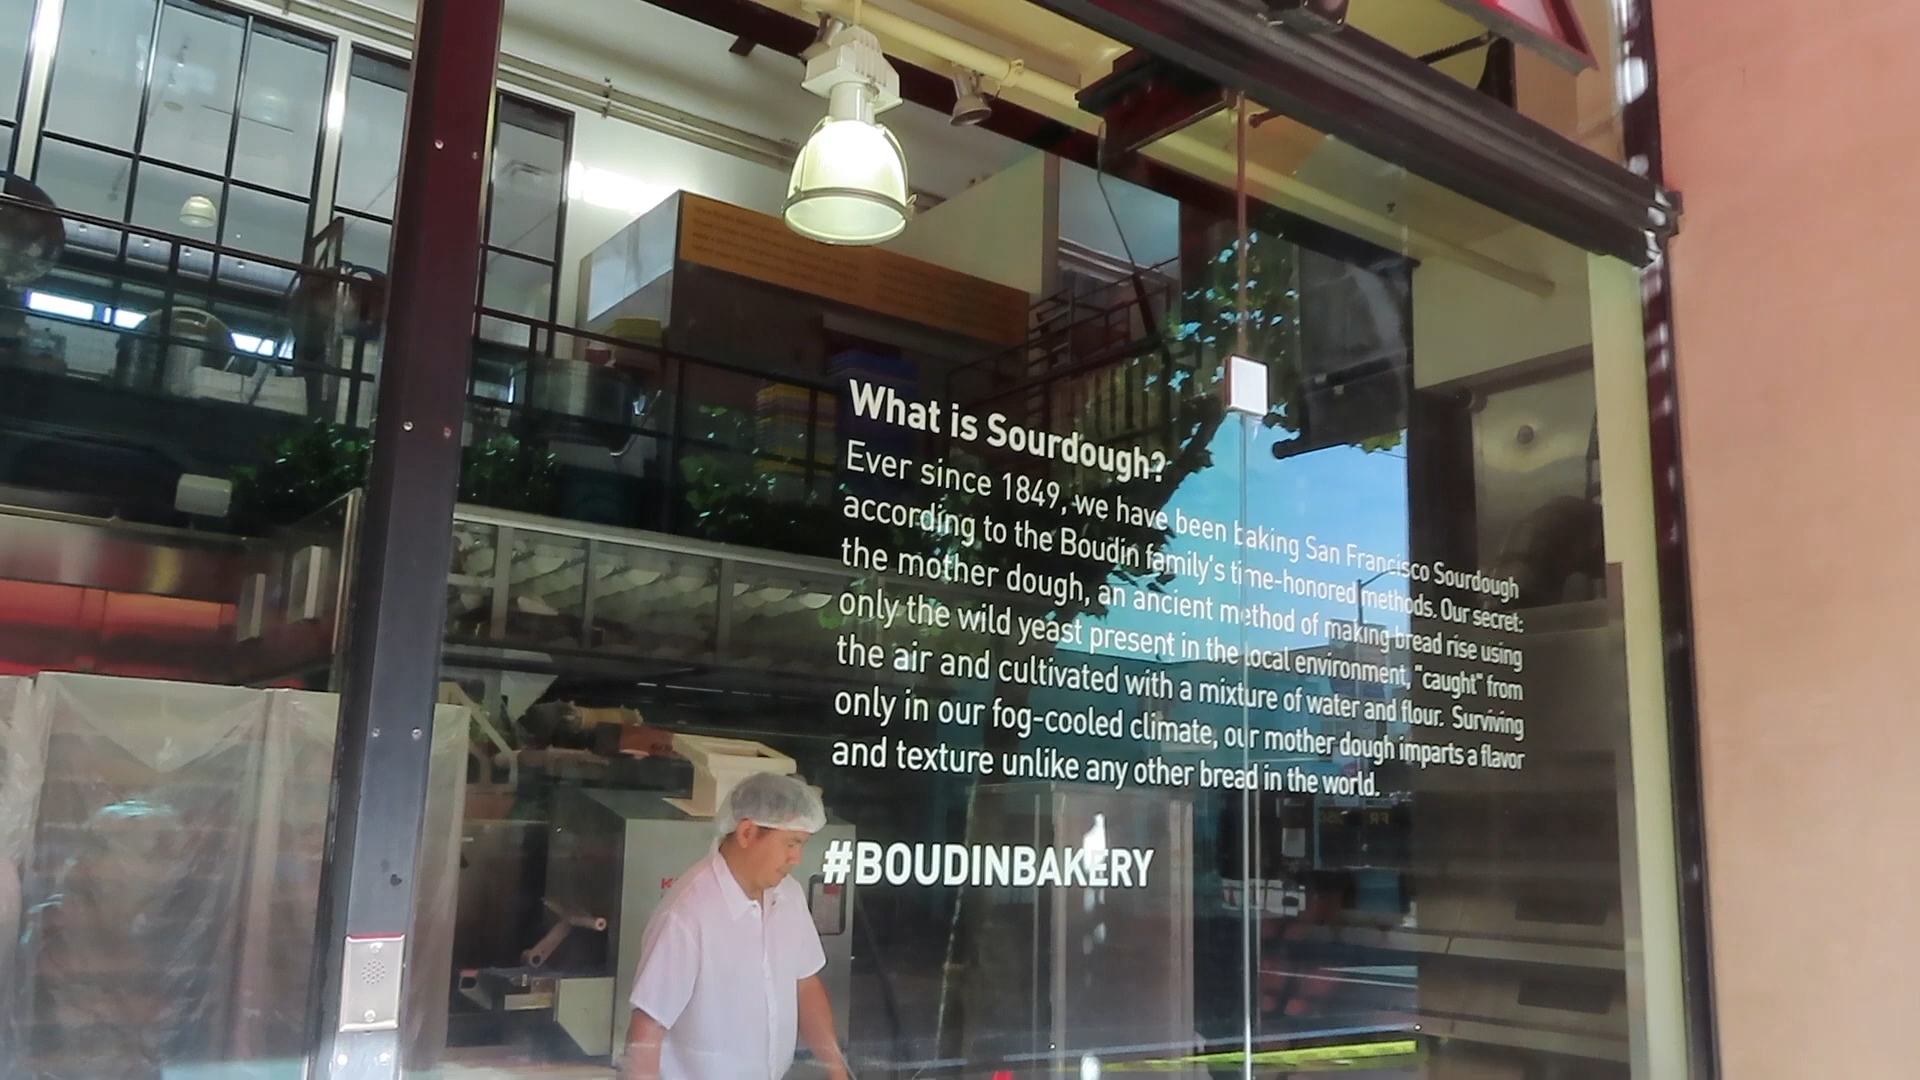 What is Sourdough?
Ever since 1849, we have been baking San Francisco Sourdough
according to the Boudin family's time-honored methods. Our secret:
the mother dough, an ancient method of making bread rise using
only the wild yeast present in the local environment, "caught" from
the air and cultivated with a mixture of water and flour. Surviving
only in our fog-cooled climate, our mother dough imparts a flavor
and texture unlike any other bread in the world.
#BOUDINBAKERY